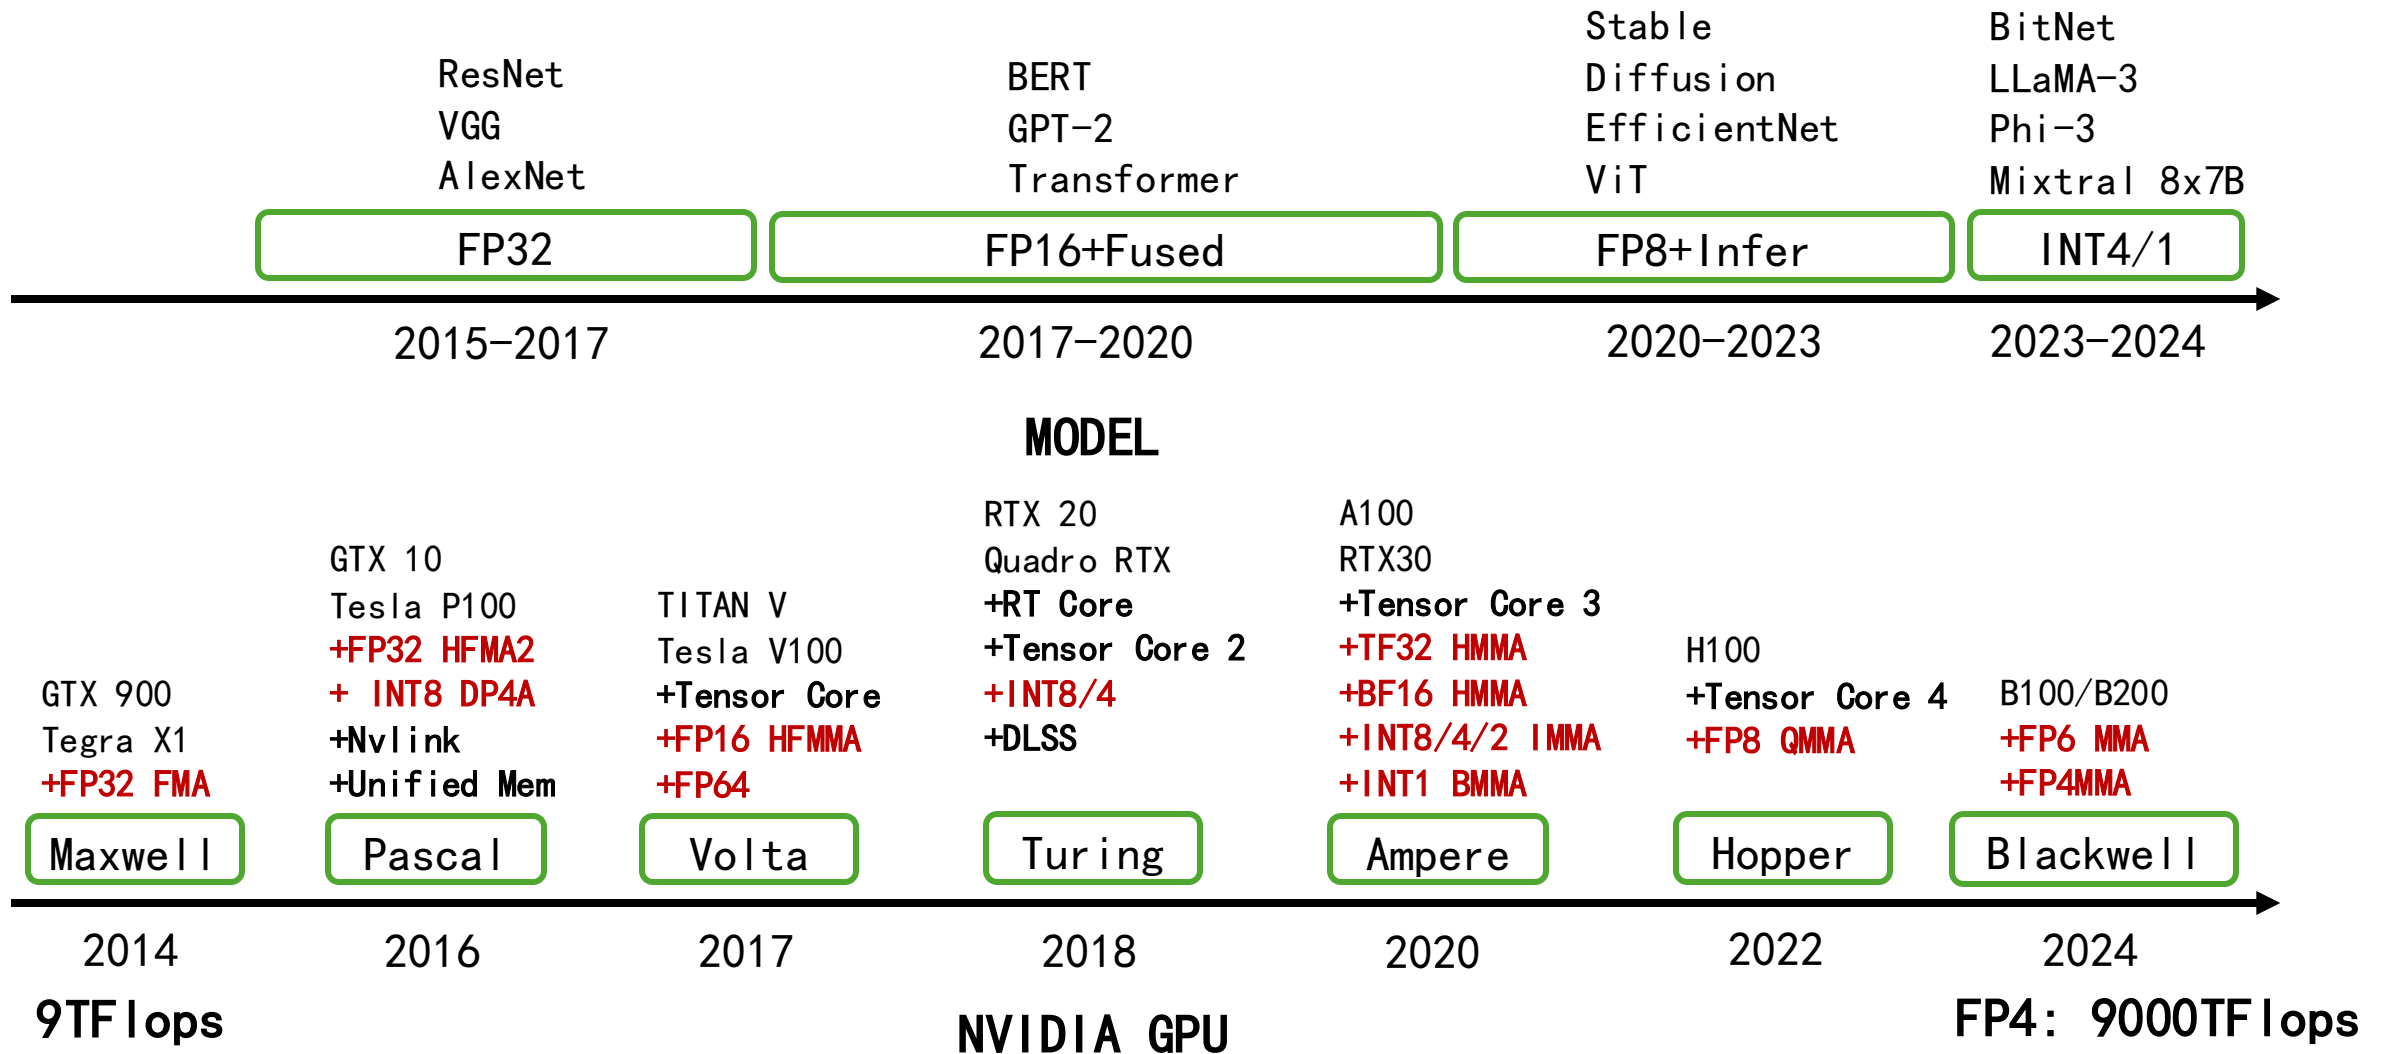 ResNet
VGG
AlexNet
BERT
GPT-2
Transformer
Stable
Diffusion
EfficientNet
ViT
BitNet
LLaMA-3
Phi-3
Mixtral 8x7B
FP32
FP16+Fused
FP8+Infer
INT4/1
2015-2017
2017-2020
2020-2023
2023-2024
MODEL
GTX 900
Tegra X1
+FP32 FMA
Maxwell
GTX 10
Tesla P100
+FP32 HFMA2
+ INT8 DP4A
+Nvlink
+Unified Mem
Pascal
TITAN V
Tesla V100
+Tensor Core
+FP16 HFMMA
+FP64
Volta
RTX 20
Quadro RTX
+RT Core
+Tensor Core 2
+INT8/4
+DLSS
Turing
A100
RTX30
+Tensor Core 3
+TF32 HMMA
+BF16 HMMA
+INT8/4/2 IMMA
+INT1 BMMA
Ampere
H100
+Tensor Core 4
+FP8 QMMA
Hopper
B100/B200
+FP6 MMA
+FP4MMA
Blackwell
2014
2016
2017
2018
2020
2022
2024
9TFlops
NVIDIA GPU
FP4: 9000TFlops